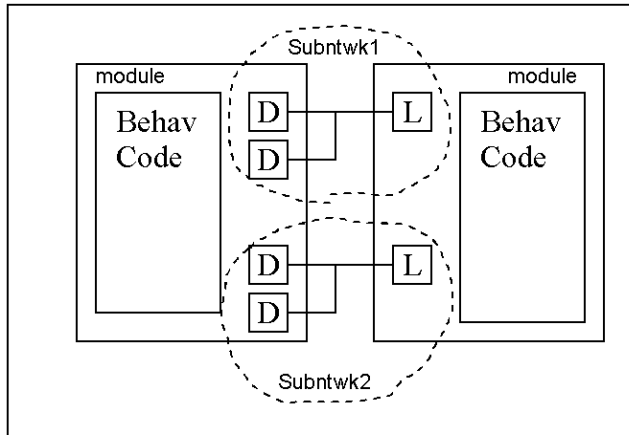 Subntwk1
module
module
Behav
Code
D
L
D
Behav
Code
D
L
D
Subntwk2